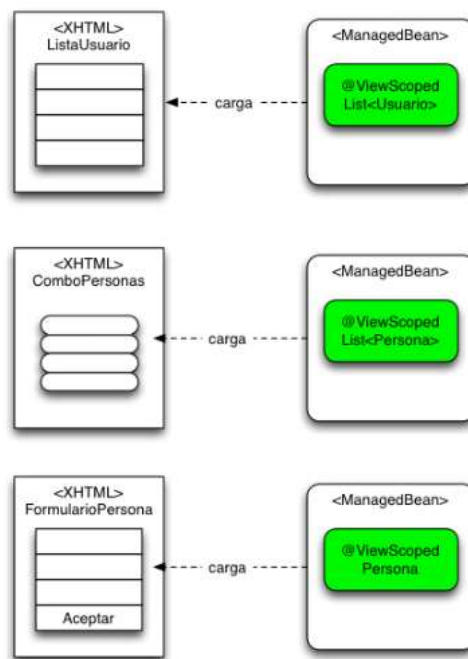 <XHTML>
ListaUsuario
carga
<ManagedBean>
@ViewScoped
List<Usuario>
<XHTML>
ComboPersonas
carga
<ManagedBean>
@ViewScoped
List<Persona>
<XHTML>
FormularioPersona
Aceptar
carga
<ManagedBean>
@ViewScoped
Persona